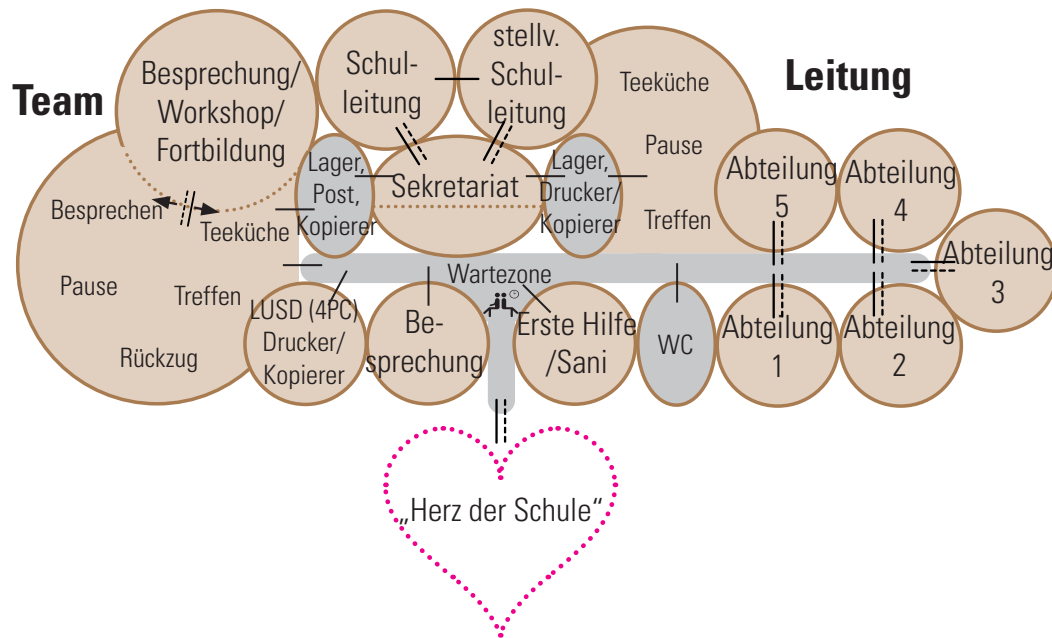 Team
Leitung
Besprechung/
Workshop/
Fortbildung
Schul-
leitung
stellv.
Schul-
leitung
Teeküche
Pause
Treffen
Lager,
Post,
Kopierer
Sekretariat
Lager,
Drucker/
Kopierer
Abteilung
5
Abteilung
4
Abteilung
3
Besprechen
Teeküche
Pause
Treffen
Rückzug
Wartezone
LUSD (4PC)
Drucker/
Kopierer
Be-
sprechung
Erste Hilfe
/Sani
WC
Abteilung
1
Abteilung
2
„Herz der Schule“